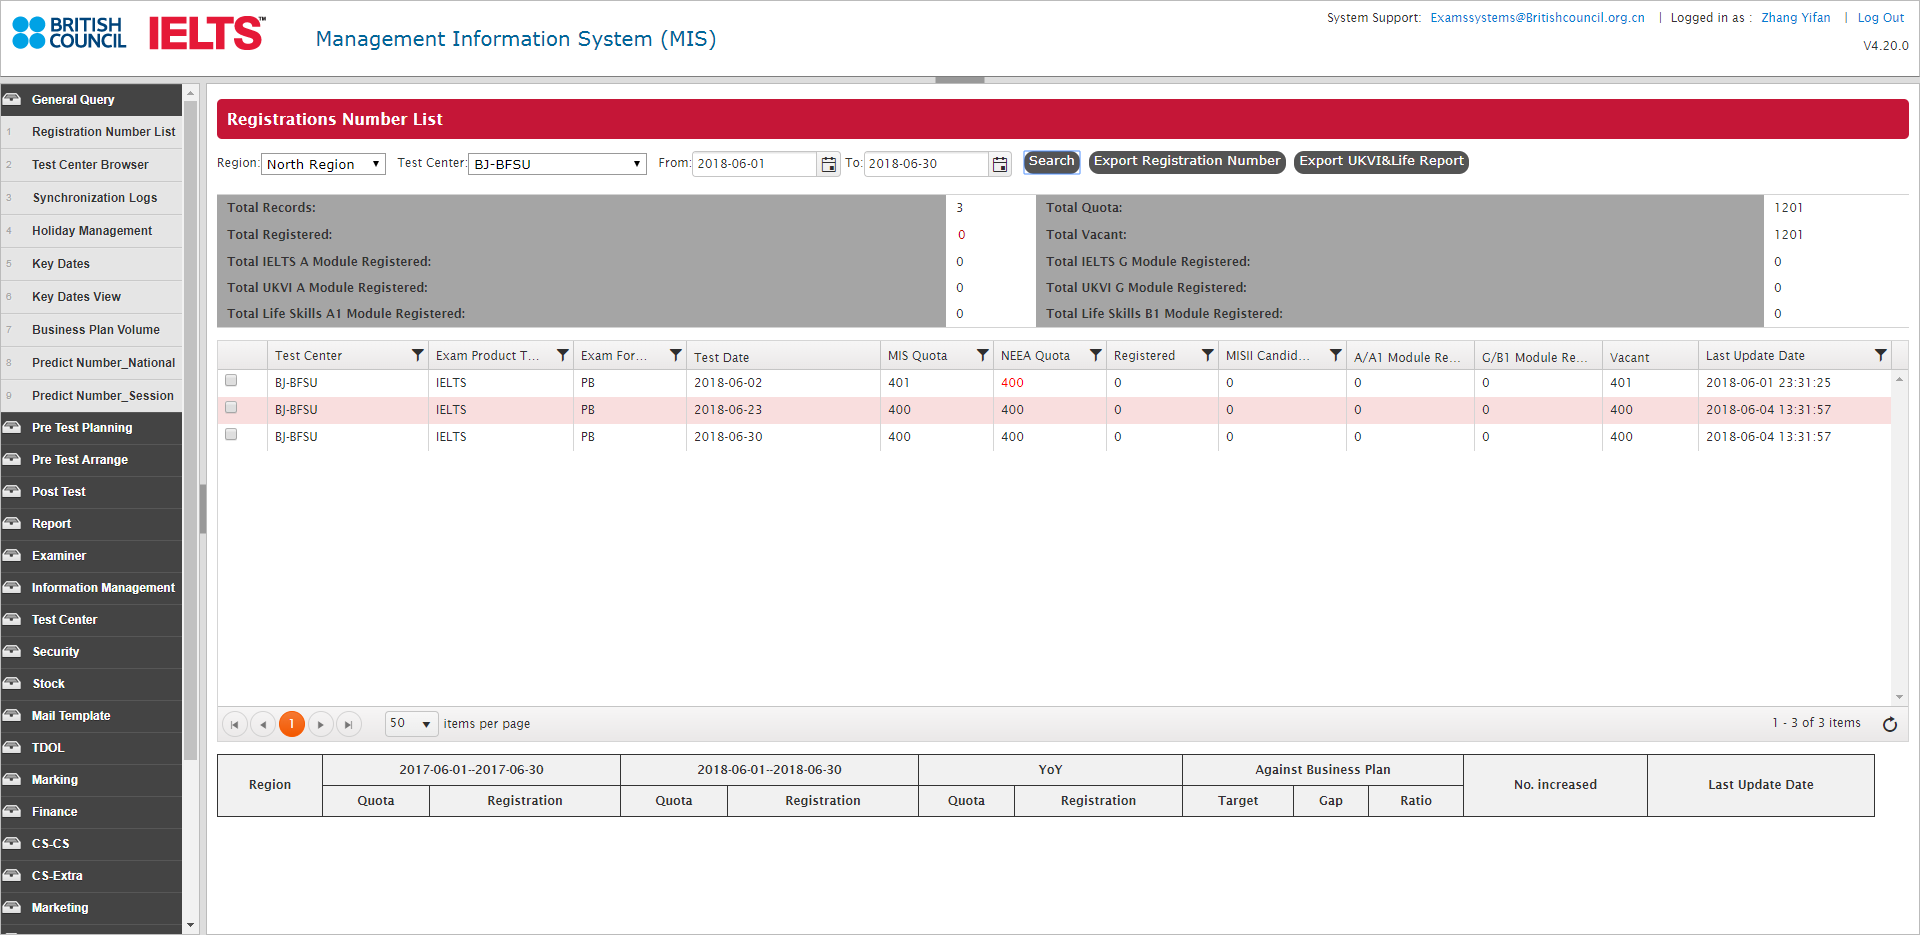 BRITISH COUNCIL
IELTS™
Management Information System (MIS)
System Support: Examssystems@Britishcouncil.org.cn | Logged in as : Zhang Yifan | Log Out
V4.20.0
General Query
1 Registration Number List
2 Test Center Browser
3 Synchronization Logs
4 Holiday Management
5 Key Dates
6 Key Dates View
7 Business Plan Volume
8 Predict Number_National
9 Predict Number_Session
Pre Test Planning
Pre Test Arrange
Post Test
Report
Examiner
Information Management
Test Center
Security
Stock
Mail Template
TDOL
Marking
Finance
CS-CS
CS-Extra
Marketing
Registrations Number List
Region: North Region Test Center: BJ-BFSU From: 2018-06-01 To: 2018-06-30 Search Export Registration Number Export UKVI&Life Report
Total Records: 3 Total Quota: 1201
Total Registered: 0 Total Vacant: 1201
Total IELTS A Module Registered: 0 Total IELTS G Module Registered: 0
Total UKVI A Module Registered: 0 Total UKVI G Module Registered: 0
Total Life Skills A1 Module Registered: 0 Total Life Skills B1 Module Registered: 0
Test Center Exam Product T... Exam For... Test Date MIS Quota NEEA Quota Registered MISII Candid... A/A1 Module Re... G/B1 Module Re... Vacant Last Update Date
BJ-BFSU IELTS PB 2018-06-02 401 400 0 0 0 0 401 2018-06-01 23:31:25
BJ-BFSU IELTS PB 2018-06-23 400 400 0 0 0 0 400 2018-06-04 13:31:57
BJ-BFSU IELTS PB 2018-06-30 400 400 0 0 0 0 400 2018-06-04 13:31:57
1 50 items per page 1 - 3 of 3 items
Region 2017-06-01--2017-06-30 2018-06-01--2018-06-30 YoY Against Business Plan No. increased Last Update Date
Quota Registration Quota Registration Quota Registration Target Gap Ratio